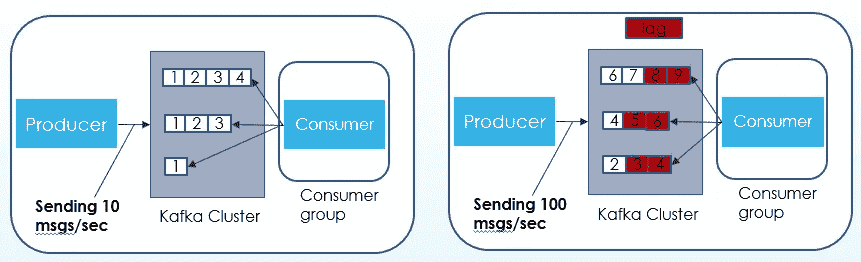 1 2 3 4
Producer
1 2 3
Consumer
1
Sending 10
msgs/sec
Kafka Cluster
Consumer
group
lag
6 7 8 9
Producer
4 5 6
Consumer
2 3 4
Sending 100
msgs/sec
Kafka Cluster
Consumer
group